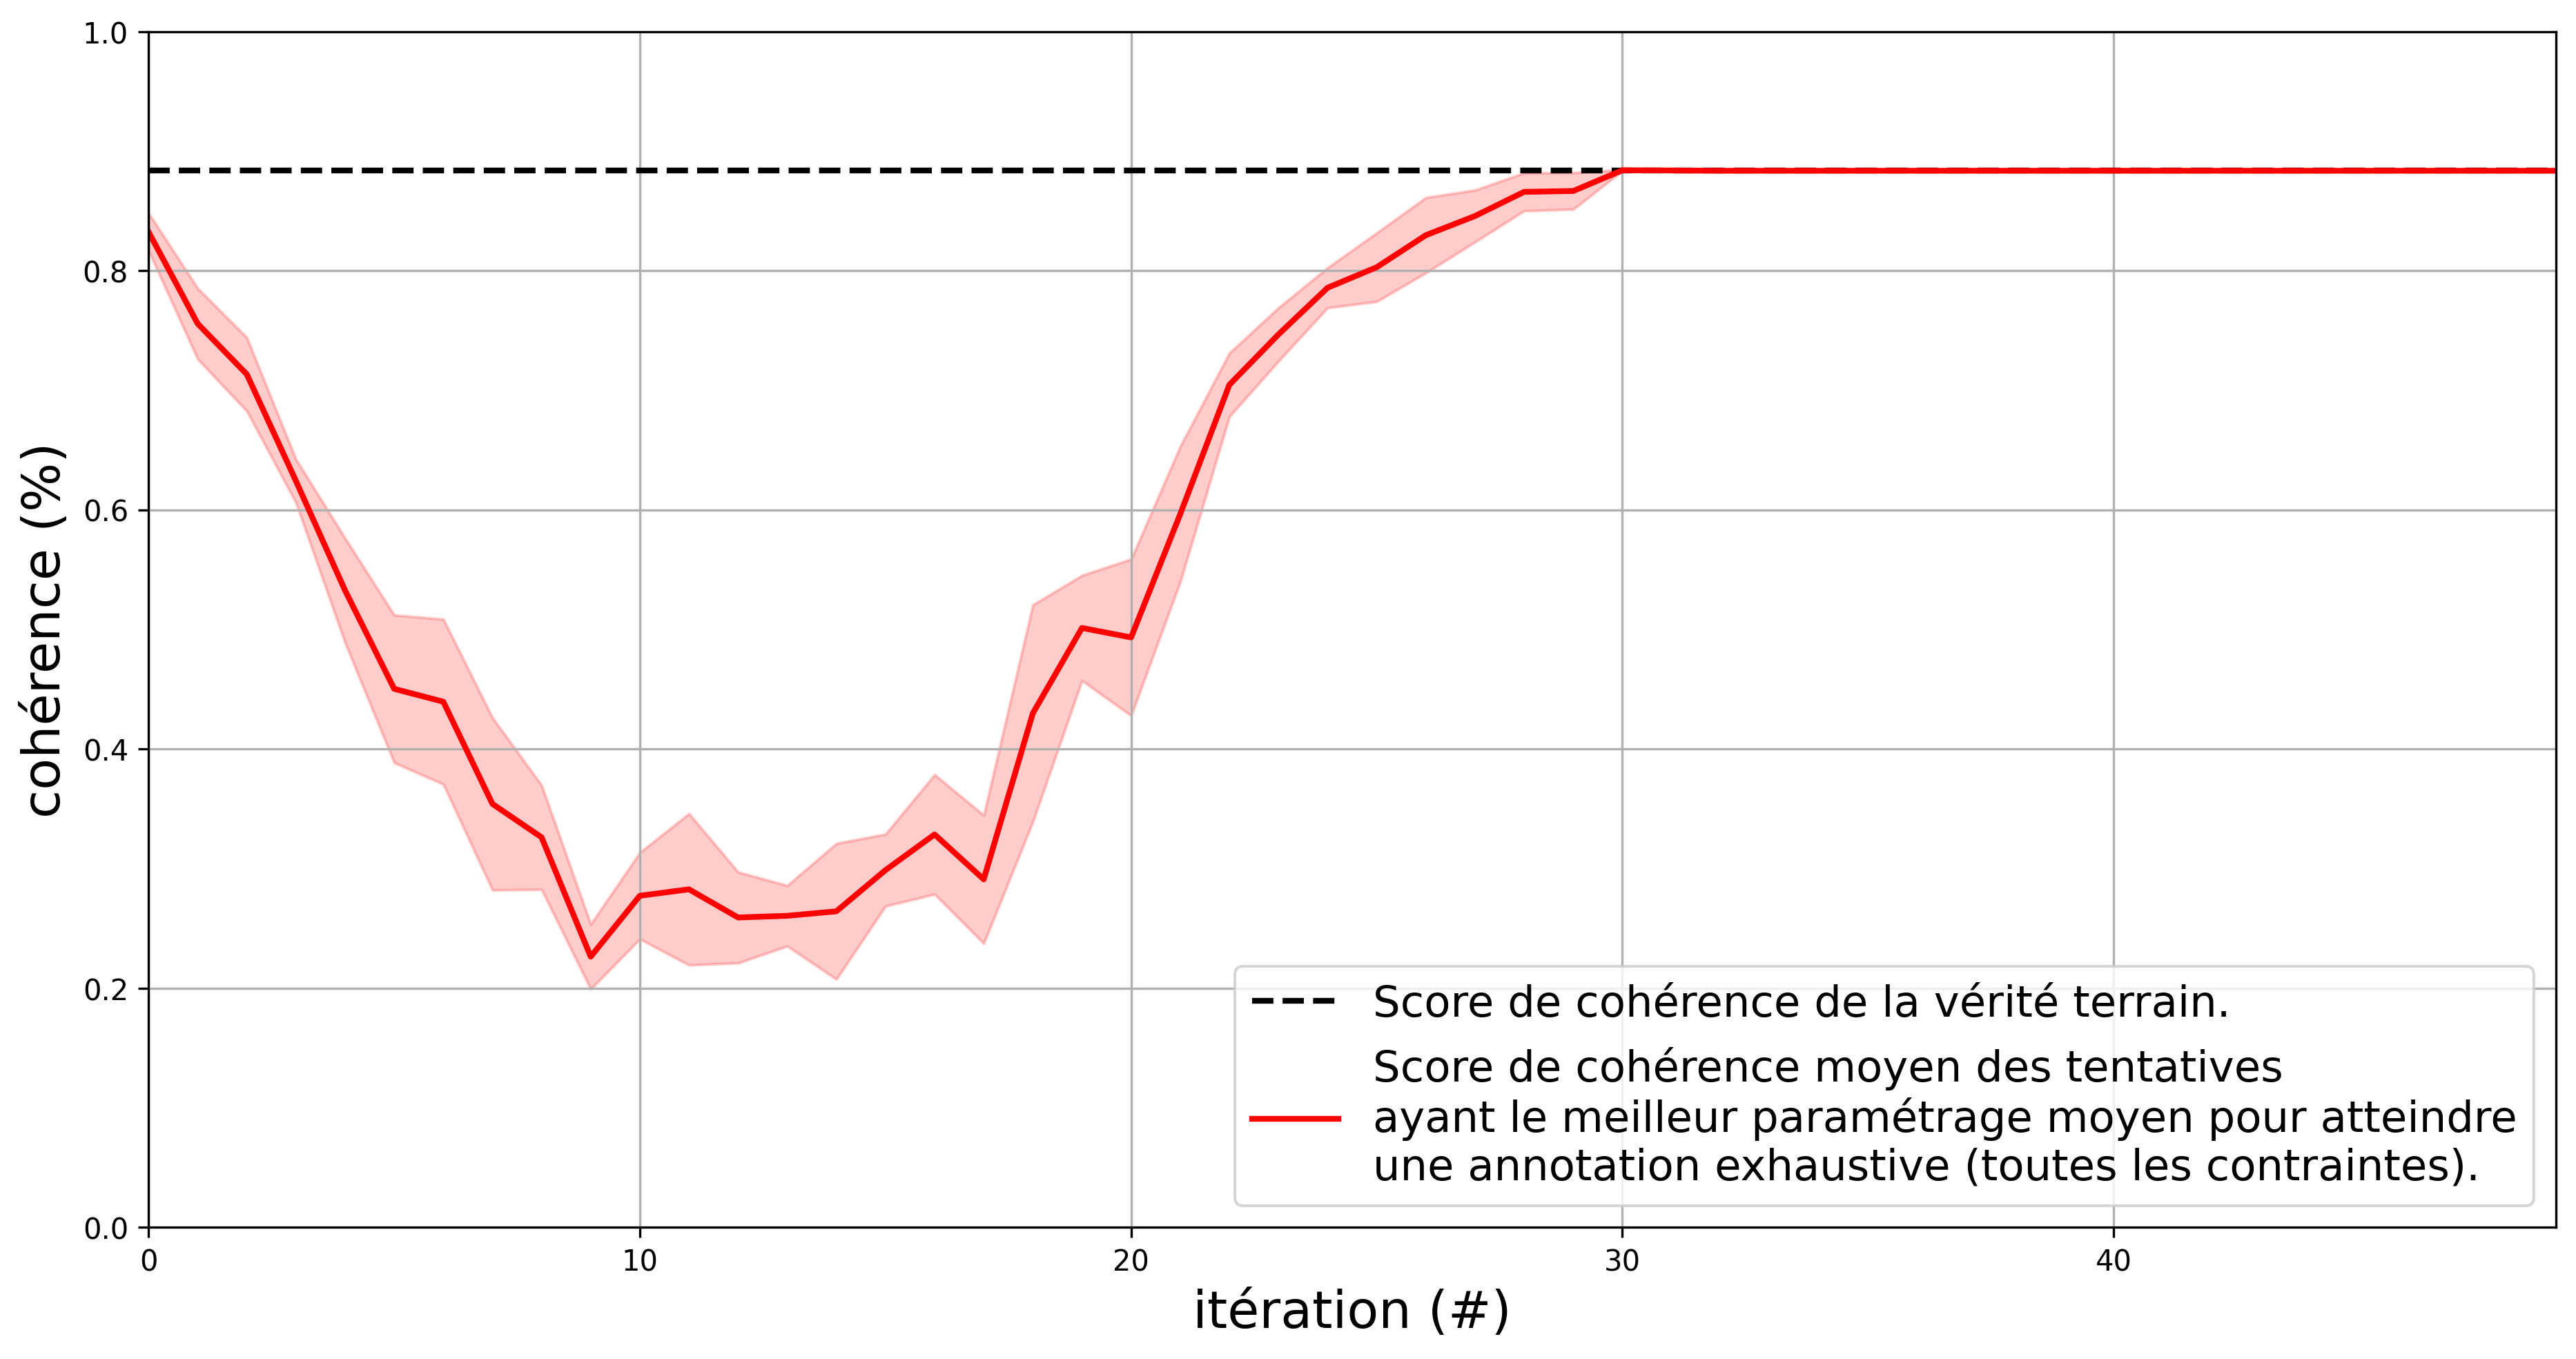 1.0
0.8
0.6
0.4
0.2
0.0
cohérence (%)
0 10 20 30 40
itération (#)
Score de cohérence de la vérité terrain.
Score de cohérence moyen des tentatives
ayant le meilleur paramétrage moyen pour atteindre
une annotation exhaustive (toutes les contraintes).